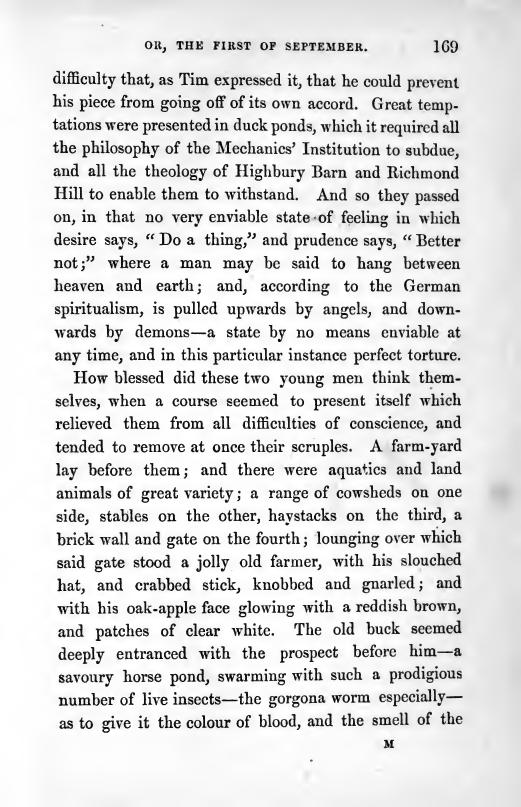 OR, THE FIRST OF SEPTEMBER. 169
difficulty that, as Tim expressed it, that he could prevent
his piece from going off of its own accord. Great temp-
tations were presented in duck ponds, which it required all
the philosophy of the Mechanics' Institution to subdue,
and all the theology of Highbury Barn and Richmond
Hill to enable them to withstand. And so they passed
on, in that no very enviable state of feeling in which
desire says, “ Do a thing,” and prudence says, “ Better
not;” where a man may be said to hang between
heaven and earth; and, according to the German
spiritualism, is pulled upwards by angels, and down-
wards by demons—a state by no means enviable at
any time, and in this particular instance perfect torture.
How blessed did these two young men think them-
selves, when a course seemed to present itself which
relieved them from all difficulties of conscience, and
tended to remove at once their scruples. A farm-yard
lay before them; and there were aquatics and land
animals of great variety; a range of cowsheds on one
side, stables on the other, haystacks on the third, a
brick wall and gate on the fourth; lounging over which
said gate stood a jolly old farmer, with his slouched
hat, and crabbed stick, knobbed and gnarled; and
with his oak-apple face glowing with a reddish brown,
and patches of clear white. The old buck seemed
deeply entranced with the prospect before him—a
savoury horse pond, swarming with such a prodigious
number of live insects—the gorgona worm especially—
as to give it the colour of blood, and the smell of the
M